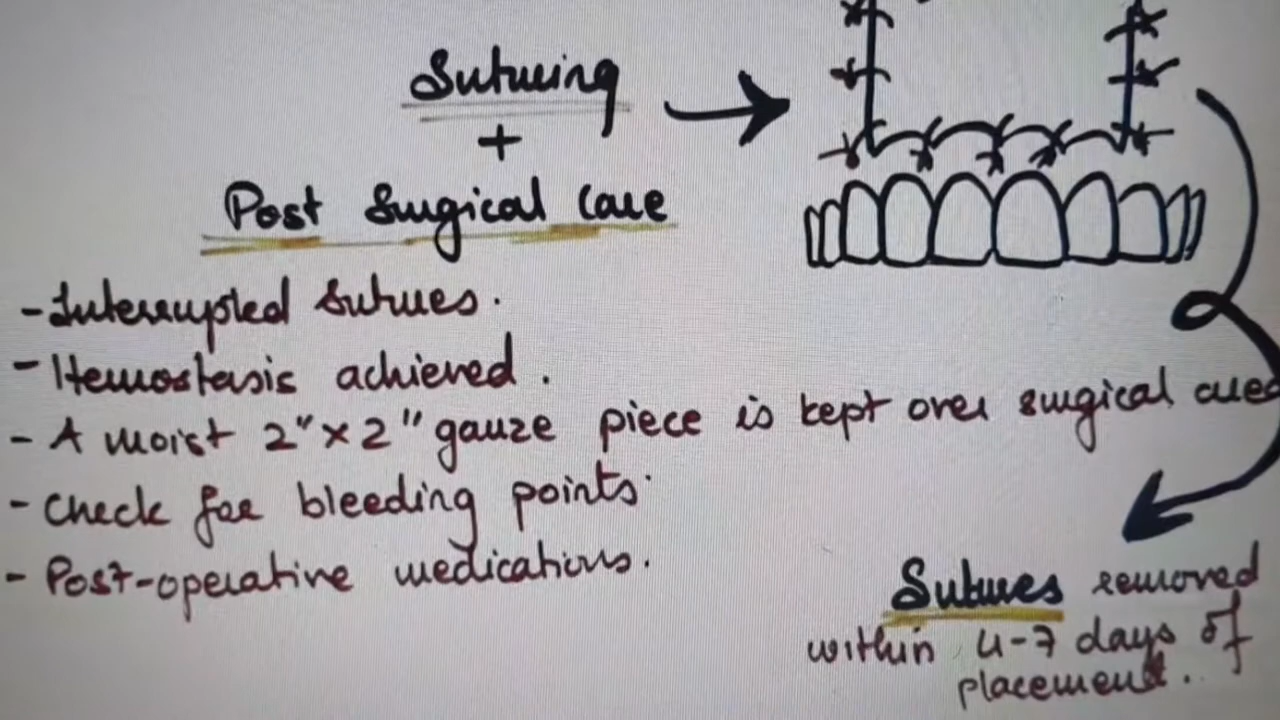 Suturing
+
Post Surgical Care
- Interrupted Sutures.
- Hemostasis achieved.
- A moist 2"x2" gauze piece is kept over surgical area
- Check for bleeding points.
- Post-operative medications.
Sutures removed
within 4-7 days of
placement.